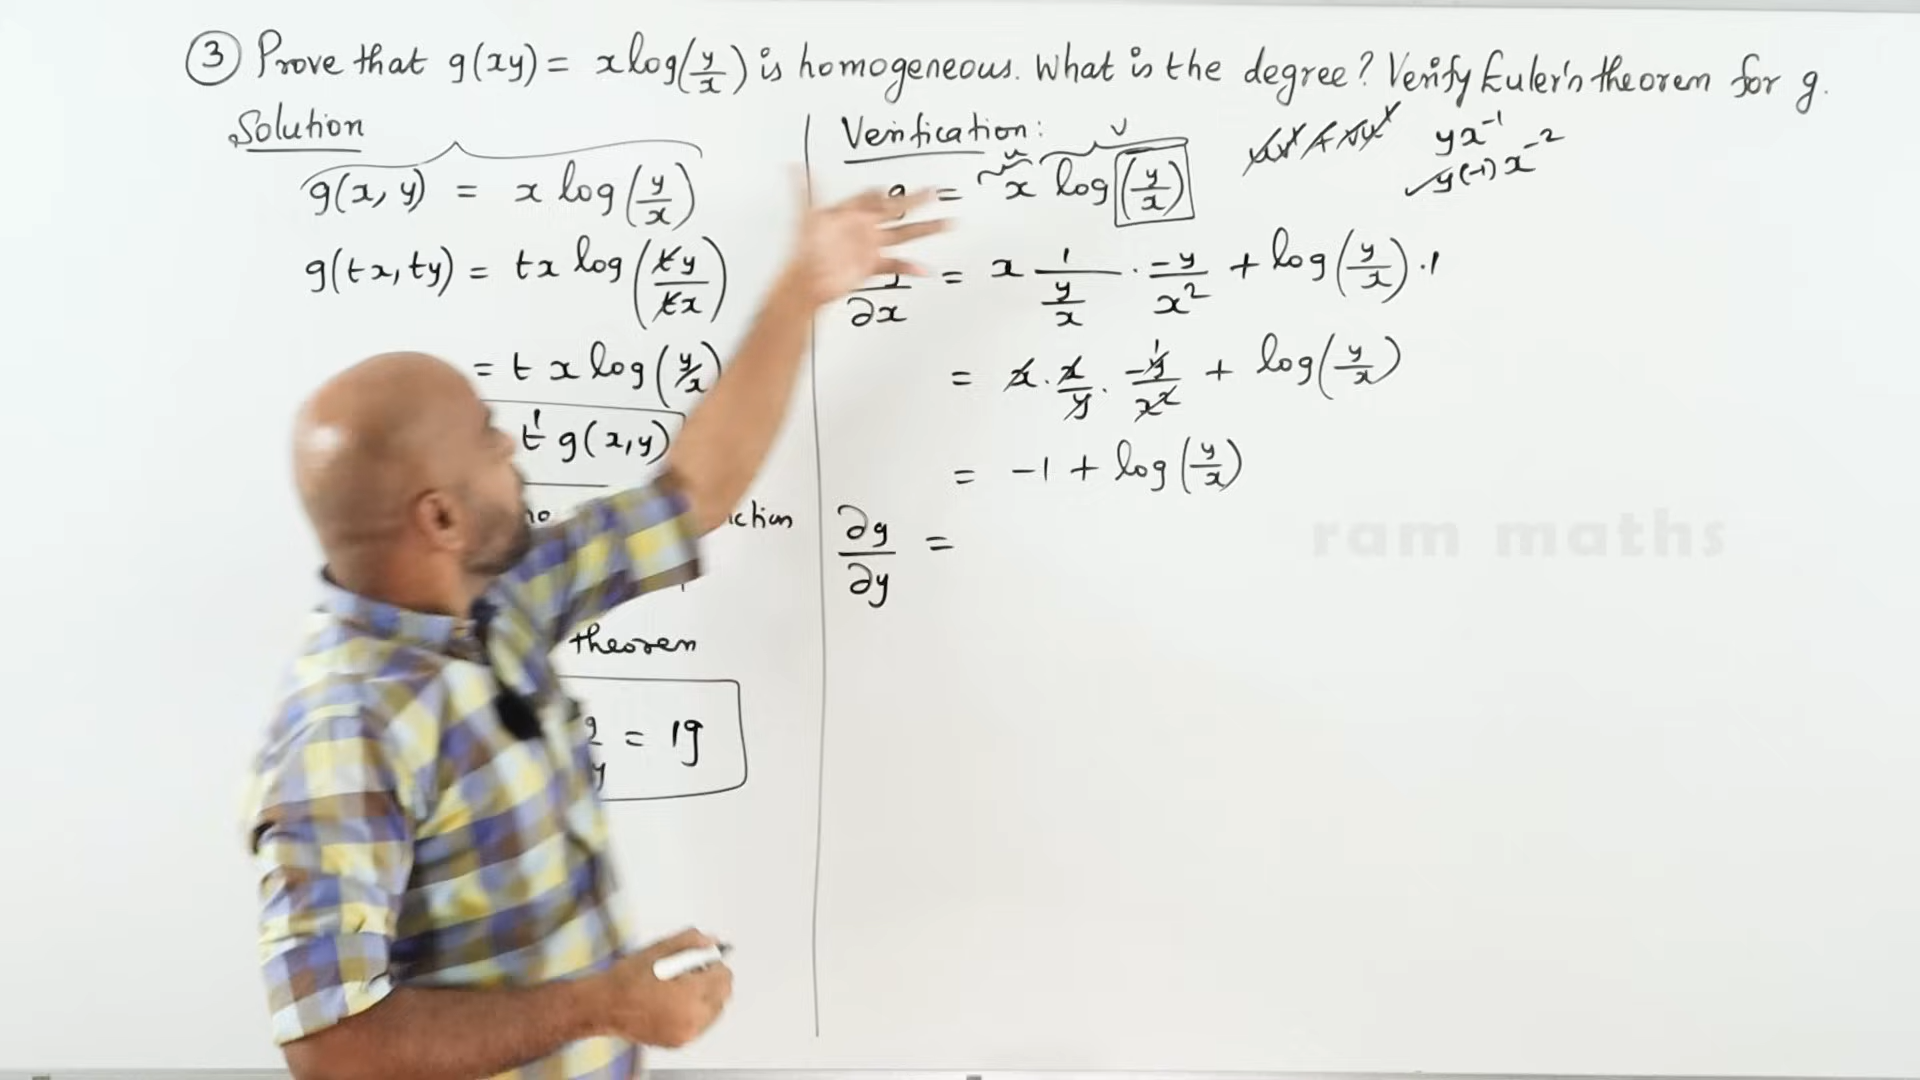 ③ Prove that g(xy) = x log(y/x) is homogeneous. What is the degree? Verify Euler's theorem for g.
Solution
g(x, y) = x log(y/x)
g(tx, ty) = tx log(ty/tx)
= t x log(y/x)
t¹ g(x,y)
theorem
= 1g
Verification:
u v
g = x log(y/x)
yx⁻¹
y(-1)x⁻²
∂x = x 1/(y/x) · -y/x² + log(y/x) · 1
= x · x/y · -y/x² + log(y/x)
= -1 + log(y/x)
∂g/∂y =
ram maths